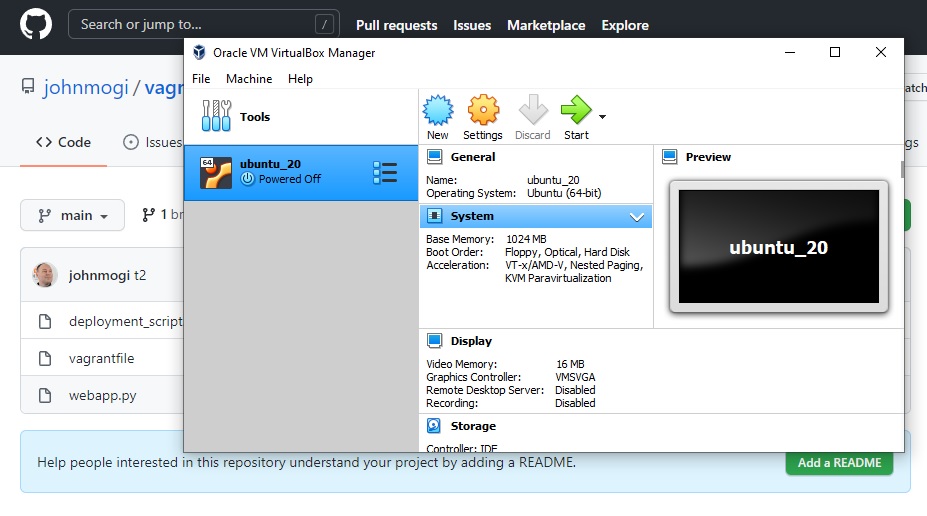 Search or jump to... /
Pull requests Issues Marketplace Explore
Oracle VM VirtualBox Manager
johnmogi /
File Machine Help
Tools
New Settings Discard Start
Code Issues
64 ubuntu_20
Powered Off
General
Name: ubuntu_20
Operating System: Ubuntu (64-bit)
Preview
ubuntu_20
main
1
System
Base Memory: 1024 MB
Boot Order: Floppy, Optical, Hard Disk
Acceleration: VT-x/AMD-V, Nested Paging,
KVM Paravirtualization
johnmogi t2
deployment_script
vagrantfile
webapp.py
Display
Video Memory: 16 MB
Graphics Controller: VMSVGA
Remote Desktop Server: Disabled
Recording: Disabled
Storage
Controller: IDE
Help people interested in this repository understand your project by adding a README.
Add a README